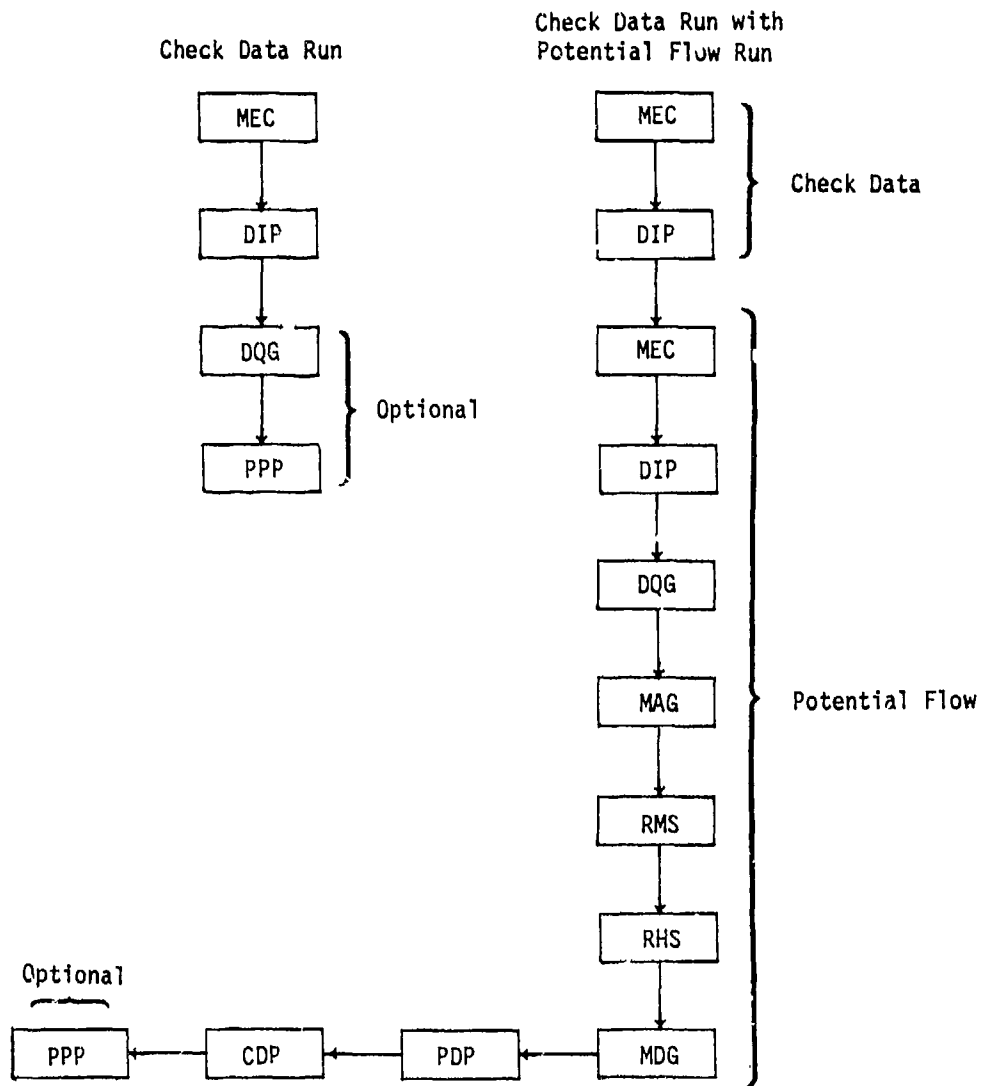 Check Data Run
MEC
DIP
DQG
PPP
Optional
Check Data Run with
Potential Flow Run
MEC
DIP
Check Data
MEC
DIP
DQG
MAG
RMS
RHS
MDG
Potential Flow
PDP
CDP
PPP
Optional